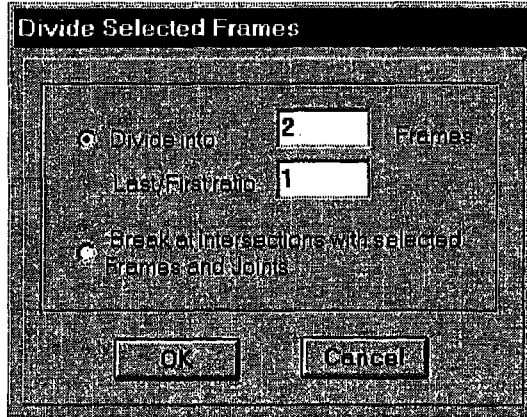 Divide Selected Frames
Divide into 2 Frames
Last/First ratio 1
Break at intersections with selected
Frames and Joints
OK Cancel